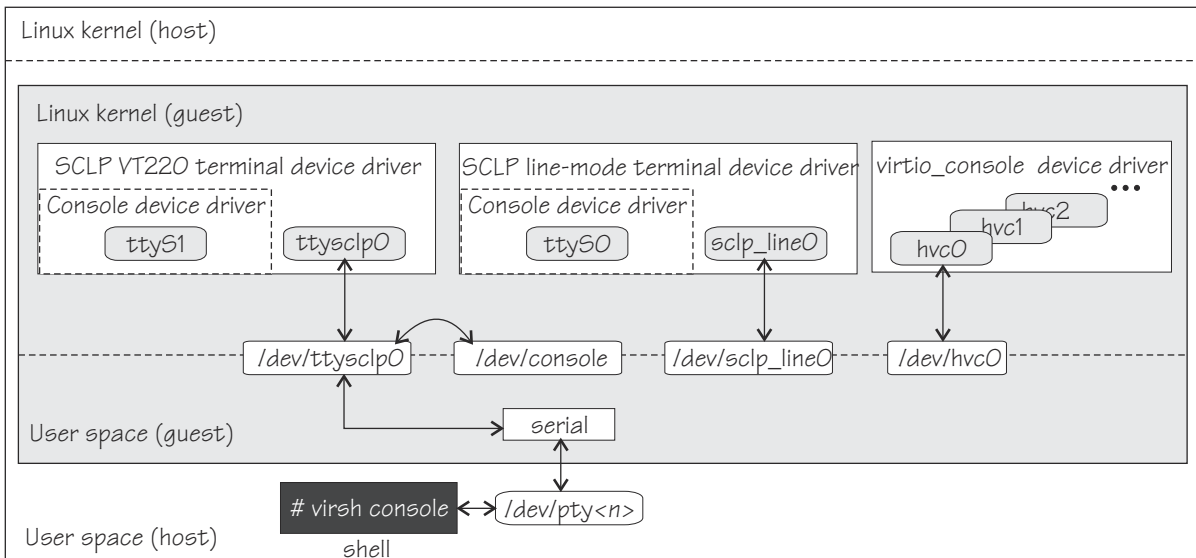 Linux kernel (host)
Linux kernel (guest)
SCLP VT220 terminal device driver
Console device driver
ttyS1
ttysclp0
SCLP line-mode terminal device driver
Console device driver
ttyS0
sclp_line0
virtio_console device driver
...
hvc2
hvc1
hvc0
/dev/ttysclp0
/dev/console
/dev/sclp_line0
/dev/hvc0
serial
User space (guest)
# virsh console
/dev/pty<n>
shell
User space (host)